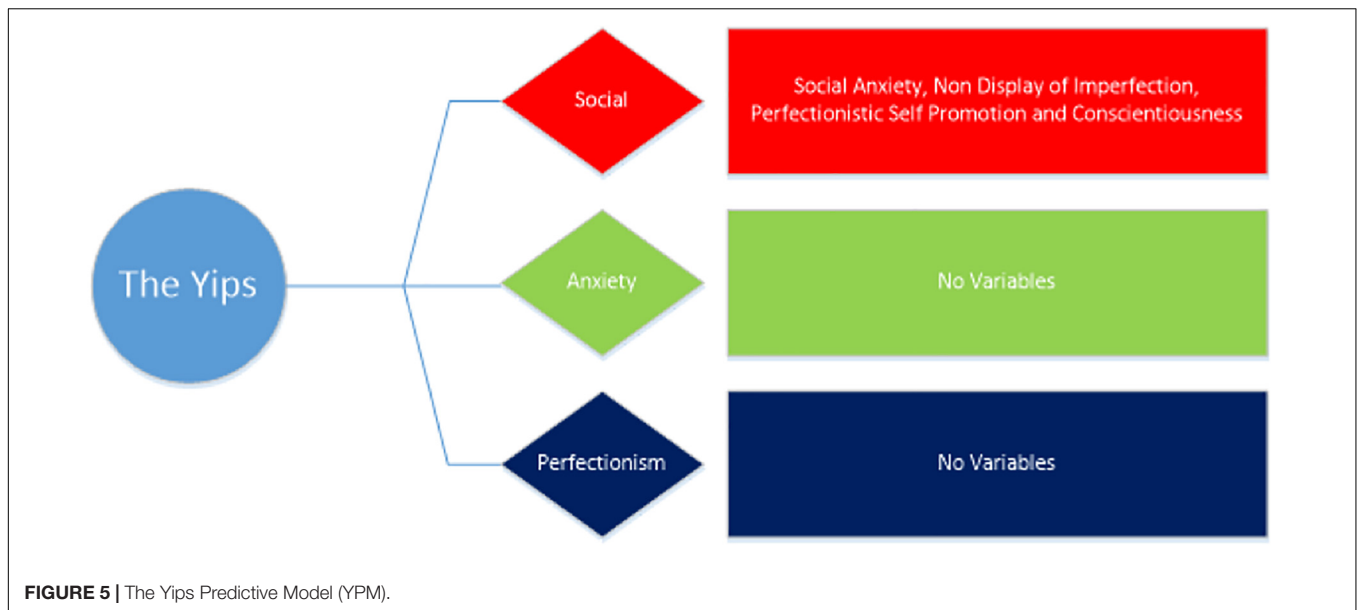 The Yips
Social
Social Anxiety, Non Display of Imperfection,
Perfectionistic Self Promotion and Conscientiousness
Anxiety
No Variables
Perfectionism
No Variables
FIGURE 5 | The Yips Predictive Model (YPM).